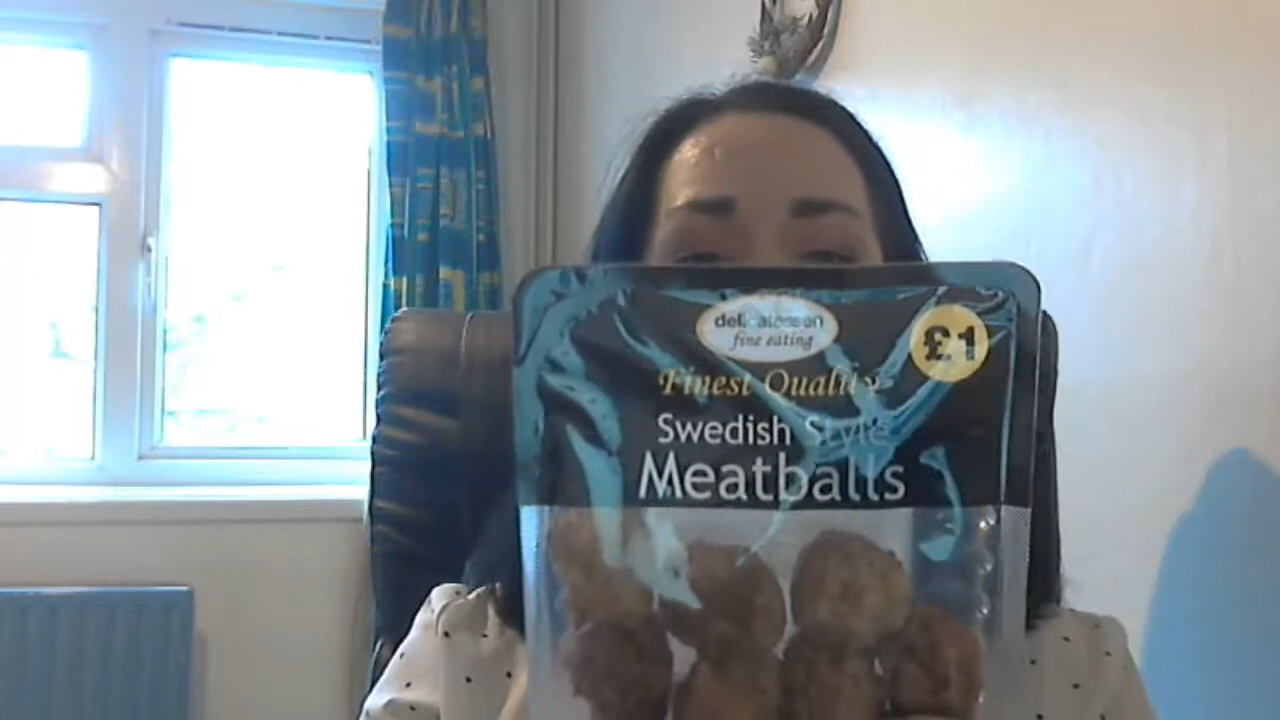 delicatessen
fine eating
£1
Finest Quality
Swedish Style
Meatballs